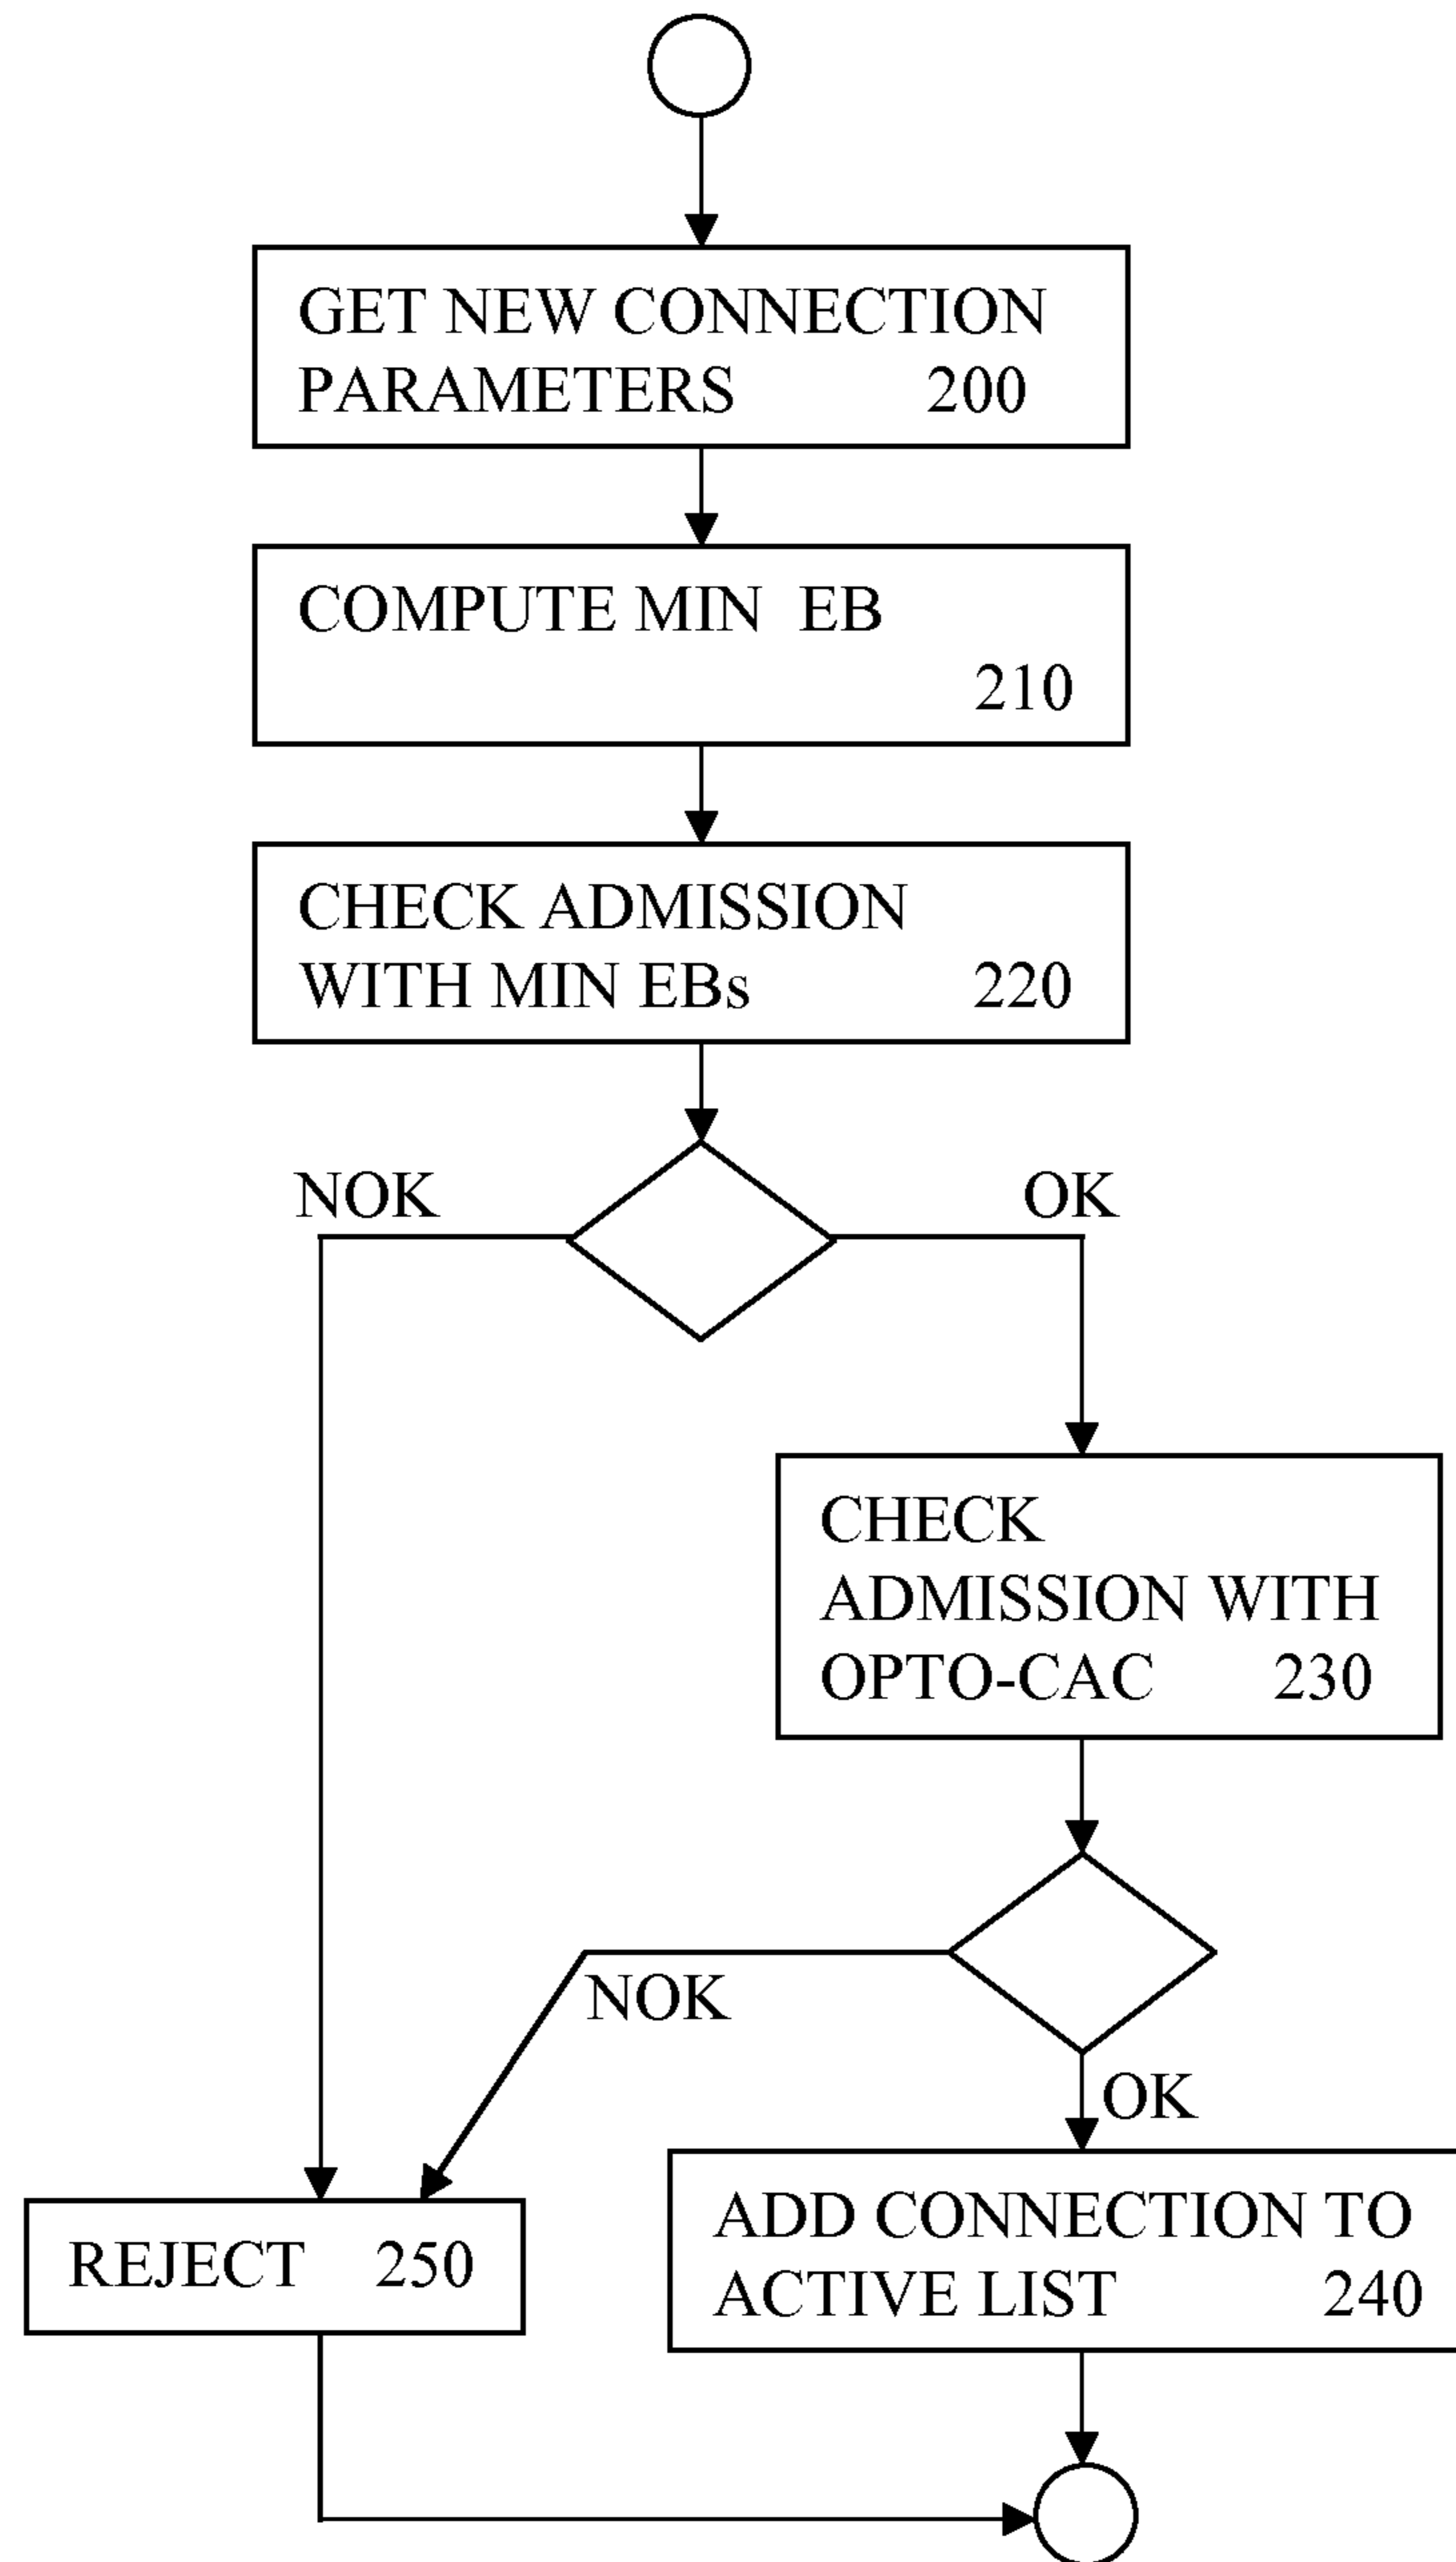 GET NEW CONNECTION
PARAMETERS 200
COMPUTE MIN EB
210
CHECK ADMISSION
WITH MIN EBs 220
NOK
OK
CHECK
ADMISSION WITH
OPTO-CAC 230
NOK
OK
ADD CONNECTION TO
ACTIVE LIST 240
REJECT 250